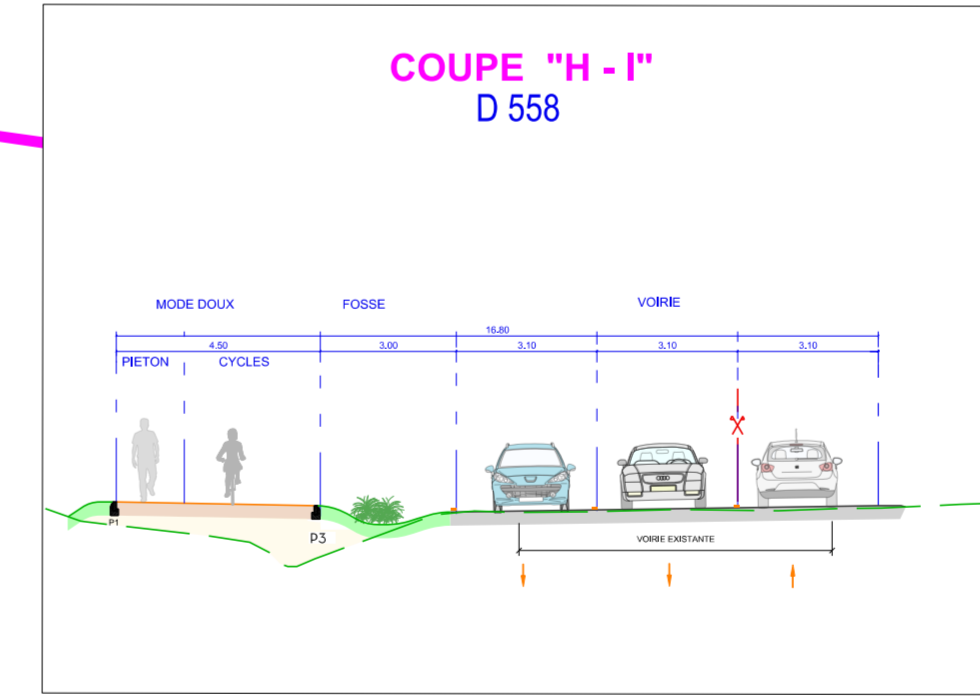 COUPE "H - I"
D 558
MODE DOUX FOSSE VOIRIE
16.80
4.50 3.00 3.10 3.10 3.10
PIETON CYCLES
P1
P3
VOIRIE EXISTANTE